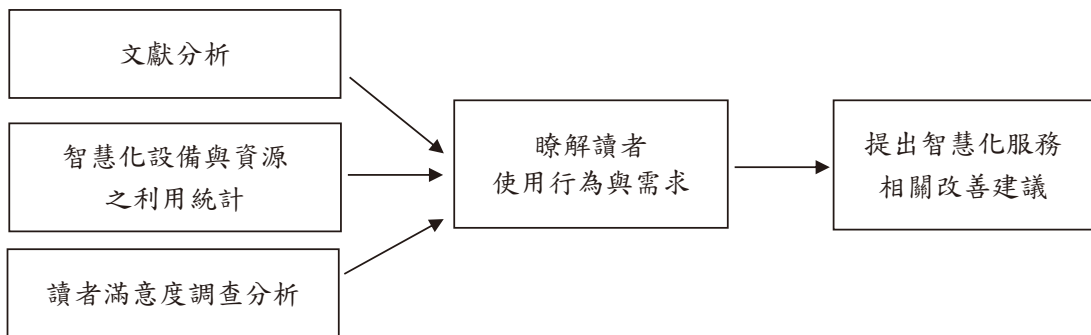 文獻分析
智慧化設備與資源
之利用統計
讀者滿意度調查分析
瞭解讀者
使用行為與需求
提出智慧化服務
相關改善建議